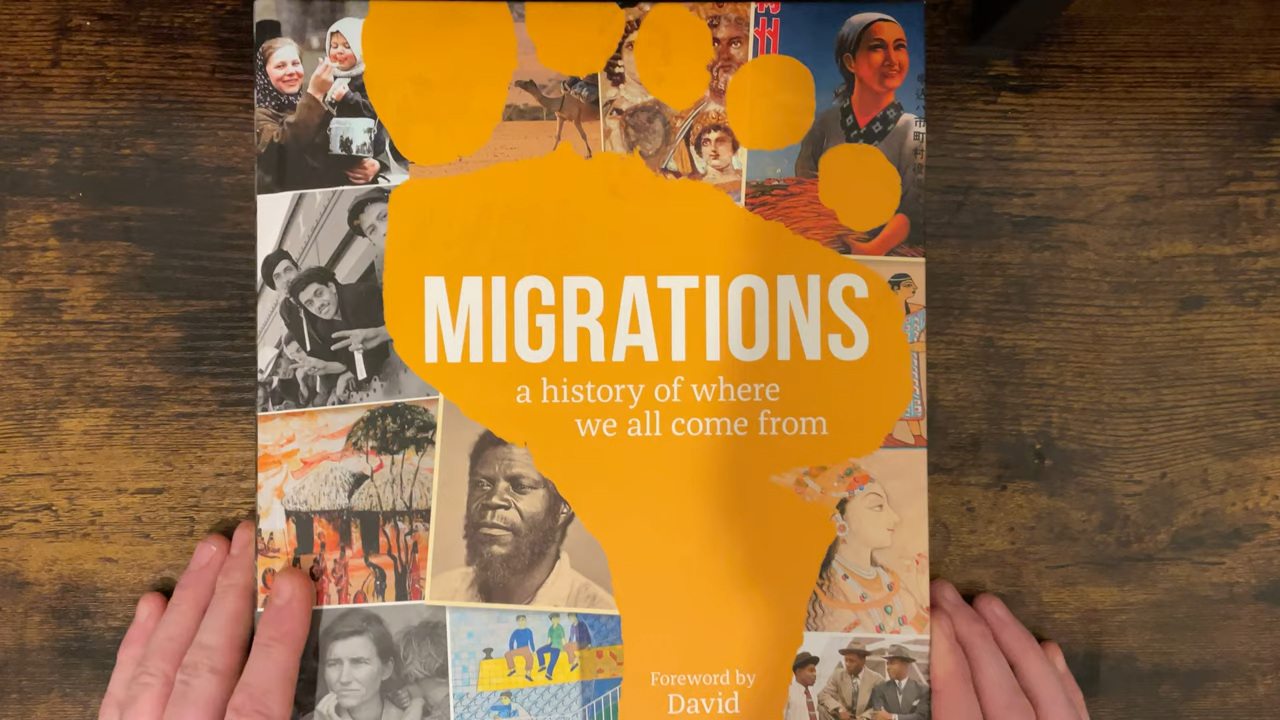 MIGRATIONS
a history of where
we all come from
Foreword by
David